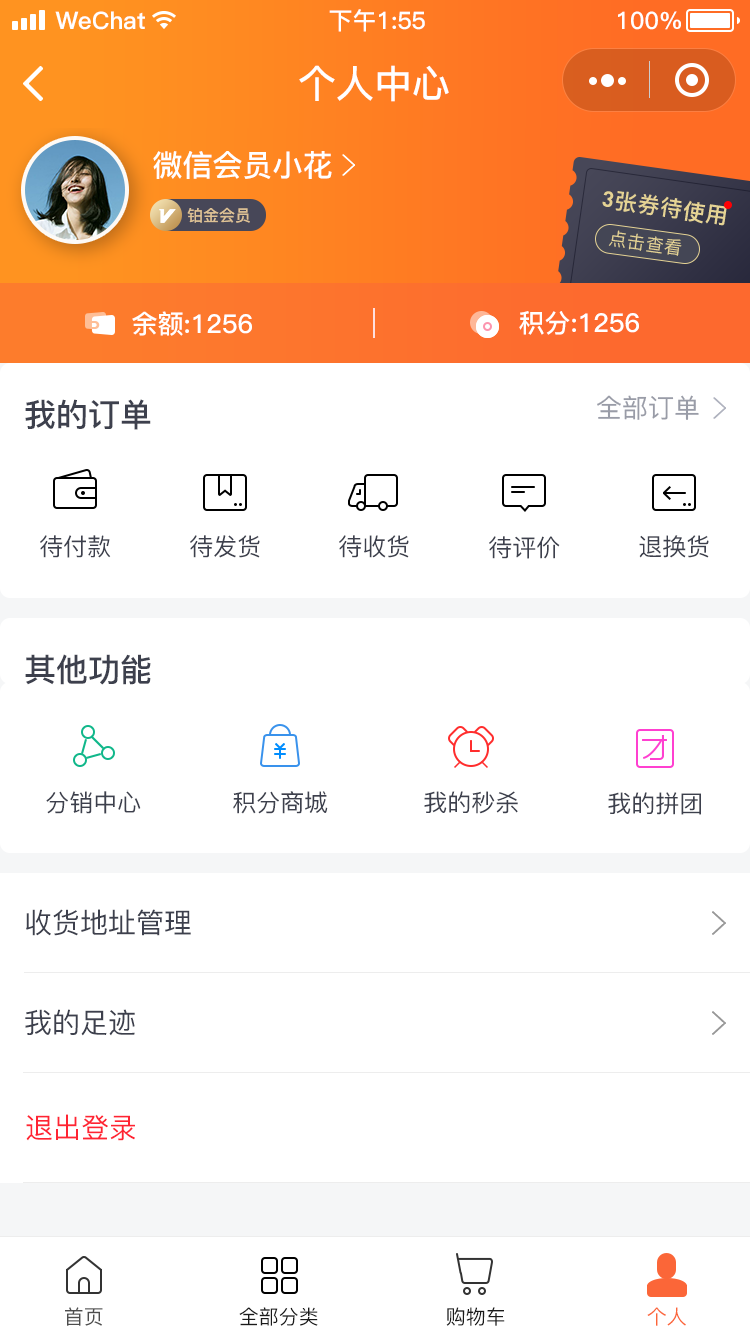 WeChat 下午1:55 100%
个人中心
微信会员小花
V 铂金会员
3张券待使用
点击查看
余额:1256 积分:1256
我的订单 全部订单
待付款 待发货 待收货 待评价 退换货
其他功能
¥ 团
分销中心 积分商城 我的秒杀 我的拼团
收货地址管理
我的足迹
退出登录
首页 全部分类 购物车 个人